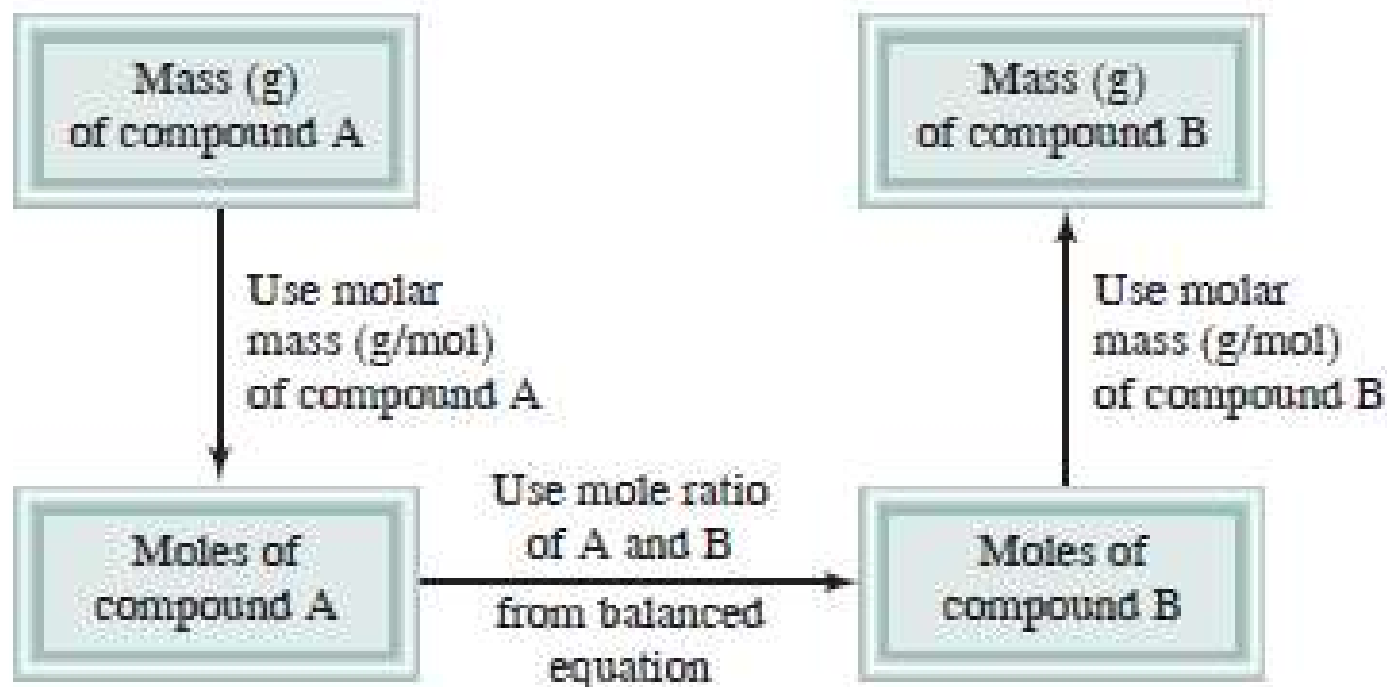 Mass (g)
of compound A
Mass (g)
of compound B
Use molar
mass (g/mol)
of compound A
Use molar
mass (g/mol)
of compound B
Moles of
compound A
Use mole ratio
of A and B
from balanced
equation
Moles of
compound B